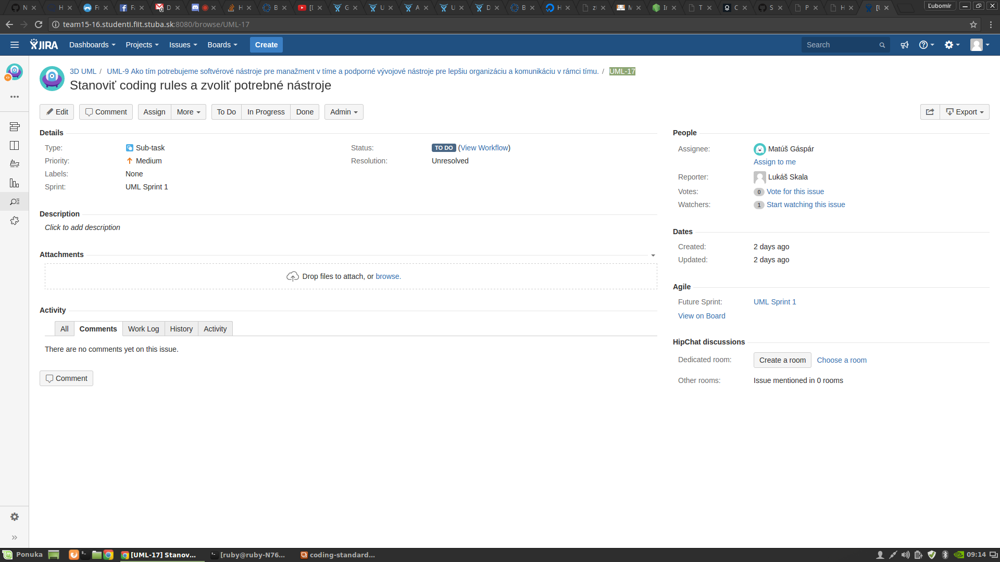 N H Fr Fa D H B [[ G U A U D B H z M Ir T C S P H [U Ľubomír
team15-16.studenti.fiit.stuba.sk:8080/browse/UML-17
JIRA Dashboards Projects Issues Boards Create Search
3D UML / UML-9 Ako tím potrebujeme softvérové nástroje pre manažment v tíme a podporné vývojové nástroje pre lepšiu organizáciu a komunikáciu v rámci tímu. / UML-17
Stanoviť coding rules a zvoliť potrebné nástroje
Edit Comment Assign More To Do In Progress Done Admin Export
Details
Type: Sub-task Status: TO DO (View Workflow)
Priority: Medium Resolution: Unresolved
Labels: None
Sprint: UML Sprint 1
Description
Click to add description
Attachments
Drop files to attach, or browse.
Activity
All Comments Work Log History Activity
There are no comments yet on this issue.
Comment
People
Assignee: Matúš Gáspár
Assign to me
Reporter: Lukáš Skala
Votes: 0 Vote for this issue
Watchers: 1 Start watching this issue
Dates
Created: 2 days ago
Updated: 2 days ago
Agile
Future Sprint: UML Sprint 1
View on Board
HipChat discussions
Dedicated room: Create a room Choose a room
Other rooms: Issue mentioned in 0 rooms
Ponuka [UML-17] Stanov... [ruby@ruby-N76... coding-standard... 09:14